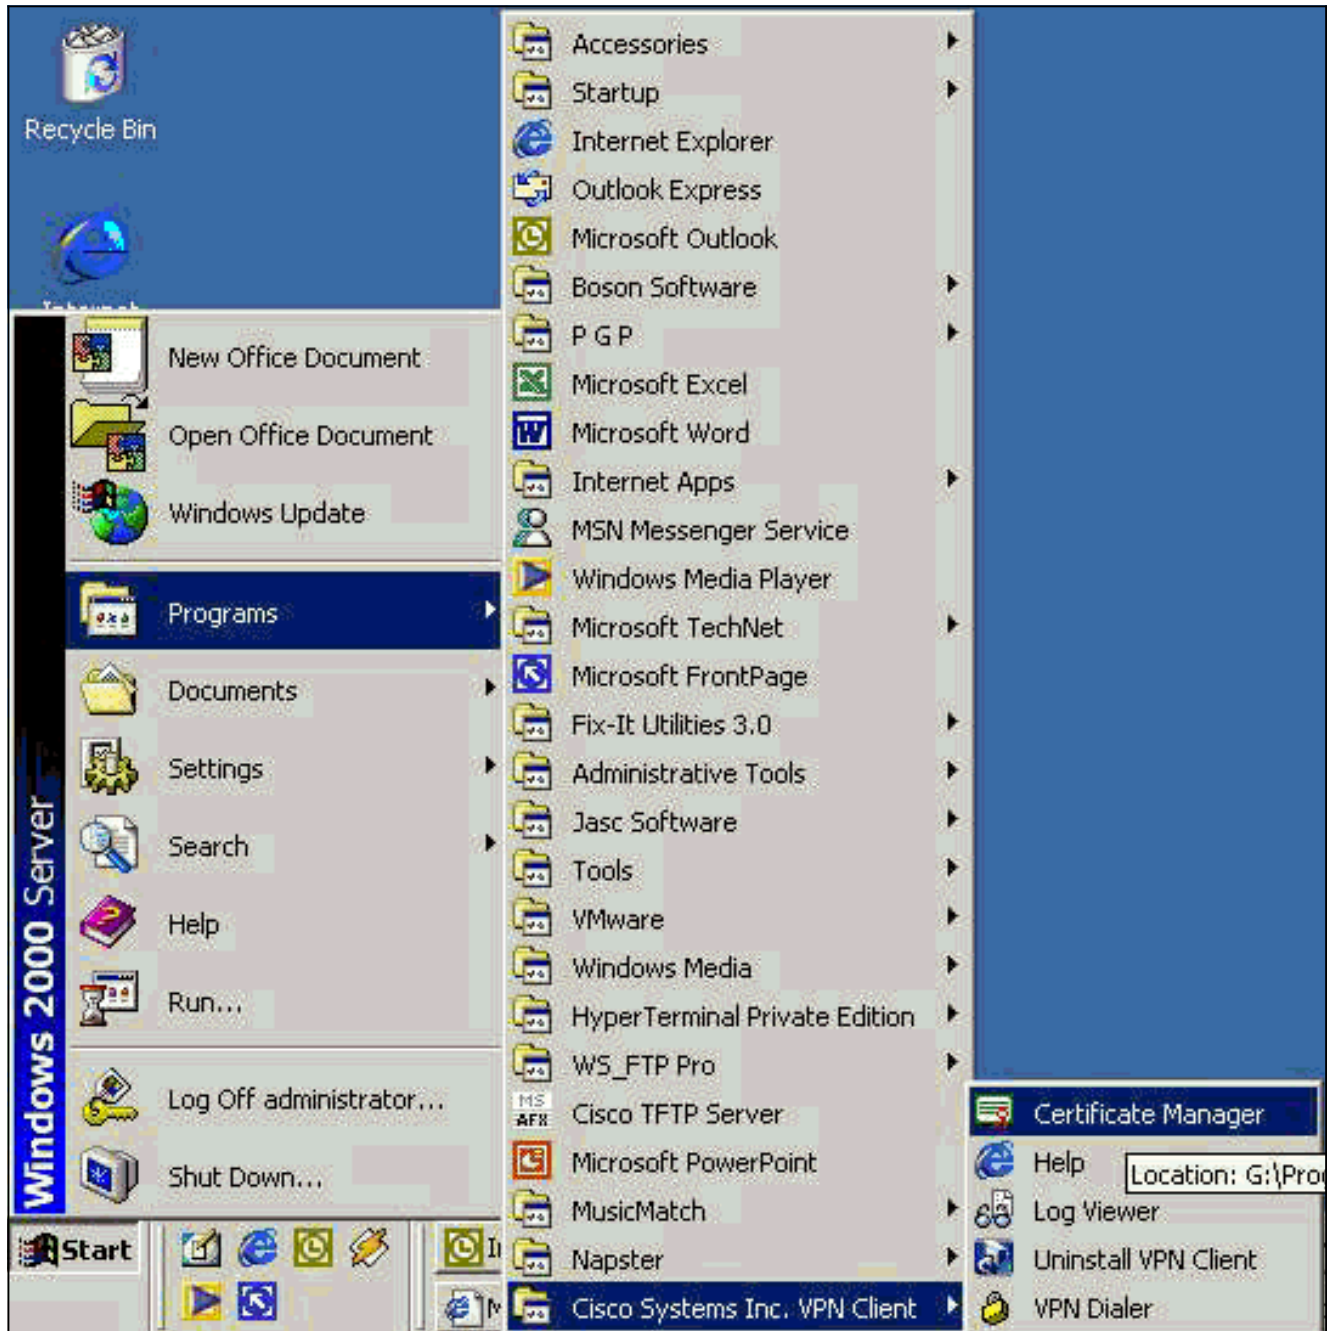 Recycle Bin
Internet
New Office Document
Open Office Document
Windows Update
Programs
Documents
Settings
Search
Help
Run...
Log Off administrator...
Shut Down...
Windows 2000 Server
Start
Accessories
Startup
Internet Explorer
Outlook Express
Microsoft Outlook
Boson Software
P G P
Microsoft Excel
Microsoft Word
Internet Apps
MSN Messenger Service
Windows Media Player
Microsoft TechNet
Microsoft FrontPage
Fix-It Utilities 3.0
Administrative Tools
Jasc Software
Tools
VMware
Windows Media
HyperTerminal Private Edition
WS_FTP Pro
MS
AFX
Cisco TFTP Server
Microsoft PowerPoint
MusicMatch
Napster
Cisco Systems Inc. VPN Client
Certificate Manager
Help
Location: G:\Pro
Log Viewer
Uninstall VPN Client
VPN Dialer